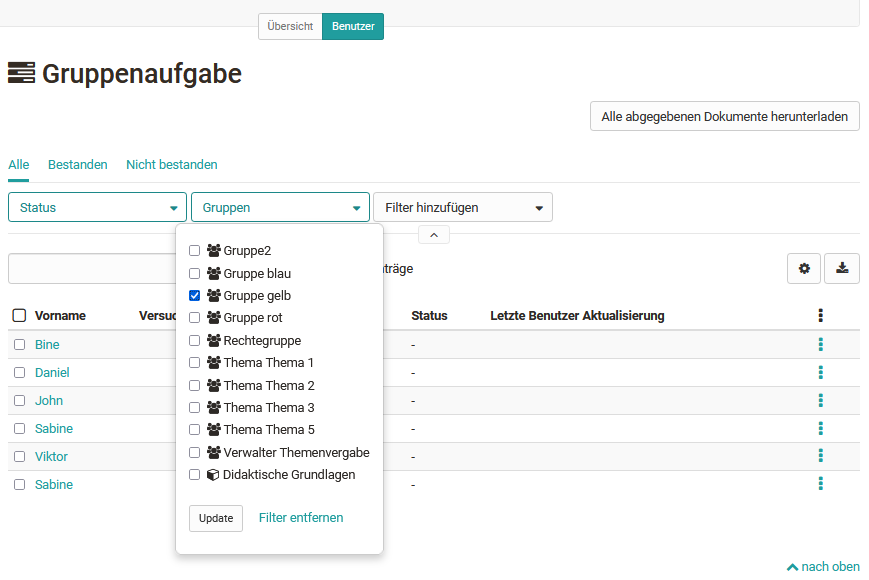 Übersicht Benutzer
Gruppenaufgabe
Alle abgegebenen Dokumente herunterladen
Alle Bestanden Nicht bestanden
Status Gruppen Filter hinzufügen
Gruppe2
Gruppe blau
Gruppe gelb
Gruppe rot
Rechtegruppe
Thema Thema 1
Thema Thema 2
Thema Thema 3
Thema Thema 5
Verwalter Themenvergabe
Didaktische Grundlagen
Update Filter entfernen
Vorname Status Letzte Benutzer Aktualisierung
Bine -
Daniel -
John -
Sabine -
Viktor -
Sabine -
nach oben